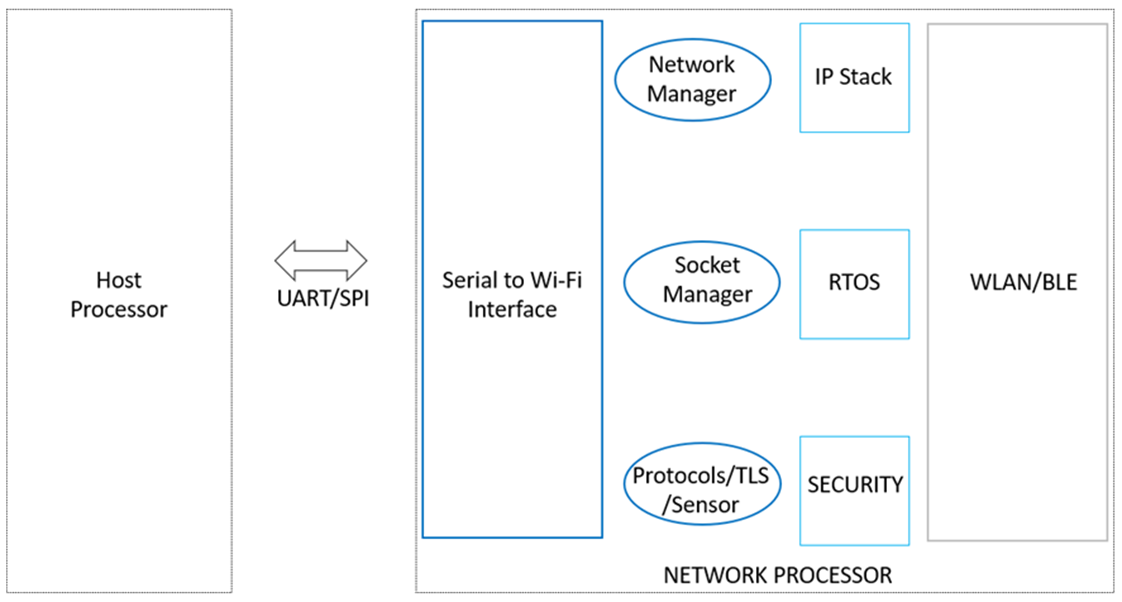 Host
Processor
UART/SPI
Serial to Wi-Fi
Interface
Network
Manager
IP Stack
Socket
Manager
RTOS
WLAN/BLE
Protocols/TLS
/Sensor
SECURITY
NETWORK PROCESSOR